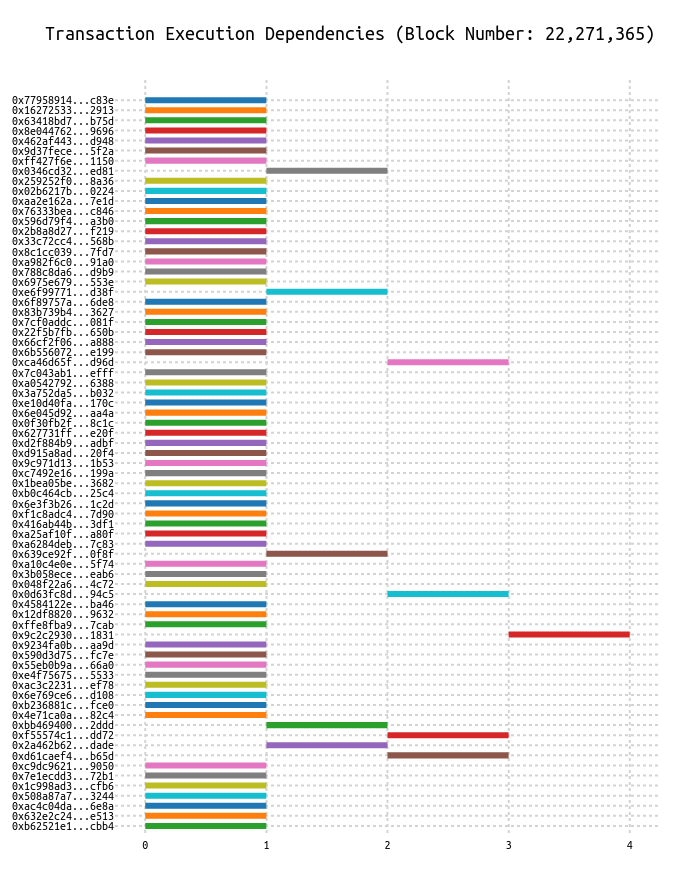 Transaction Execution Dependencies (Block Number: 22,271,365)
0x77958914...c83e
0x16272533...2913
0x63418bd7...b75d
0x8e044762...9696
0x462af443...d948
0x9d37fece...5f2a
0xff427f6e...1150
0x0346cd32...ed81
0x259252f0...8a36
0x02b6217b...0224
0xaa2e162a...7e1d
0x76333bea...c846
0x596d79f4...a3b0
0x2b8a8d27...f219
0x33c72cc4...568b
0x8c1cc039...7fd7
0xa982f6c0...91a0
0x788c8da6...d9b9
0x6975e679...553e
0xe6f99771...d38f
0x6f89757a...6de8
0x83b739b4...3627
0x7cf0addc...081f
0x22f5b7fb...650b
0x66cf2f06...a888
0x6b556072...e199
0xca46d65f...d96d
0x7c043ab1...efff
0xa0542792...6388
0x3a752da5...b032
0xe10d40fa...170c
0x6e045d92...aa4a
0x0f30fb2f...8c1c
0x627731ff...e20f
0xd2f884b9...adbf
0xd915a8ad...20f4
0x9c971d13...1b53
0xc7492e16...199a
0x1bea05be...3682
0xb0c464cb...25c4
0x6e3f3b26...1c2d
0xf1c8adc4...7d90
0x416ab44b...3df1
0xa25af10f...a80f
0xa6284deb...7c83
0x639ce92f...0f8f
0xa10c4e0e...5f74
0x3b058ece...eab6
0x048f22a6...4c72
0x0d63fc8d...94c5
0x4584122e...ba46
0x12df8820...9632
0xffe8fba9...7cab
0x9c2c2930...1831
0x9234fa0b...aa9d
0x590d3d75...fc7e
0x55eb0b9a...66a0
0xe4f75675...5533
0xac3c2231...ef78
0x6e769ce6...d108
0xb236881c...fce0
0x4e71ca0a...82c4
0xbb469400...2ddd
0xf55574c1...dd72
0x2a462b62...dade
0xd61caef4...b65d
0xc9dc9621...9050
0x7e1ecdd3...72b1
0x1c998ad3...cfb6
0x508a87a7...3244
0xac4c04da...6e8a
0x632e2c24...e513
0xb62521e1...cbb4
0 1 2 3 4